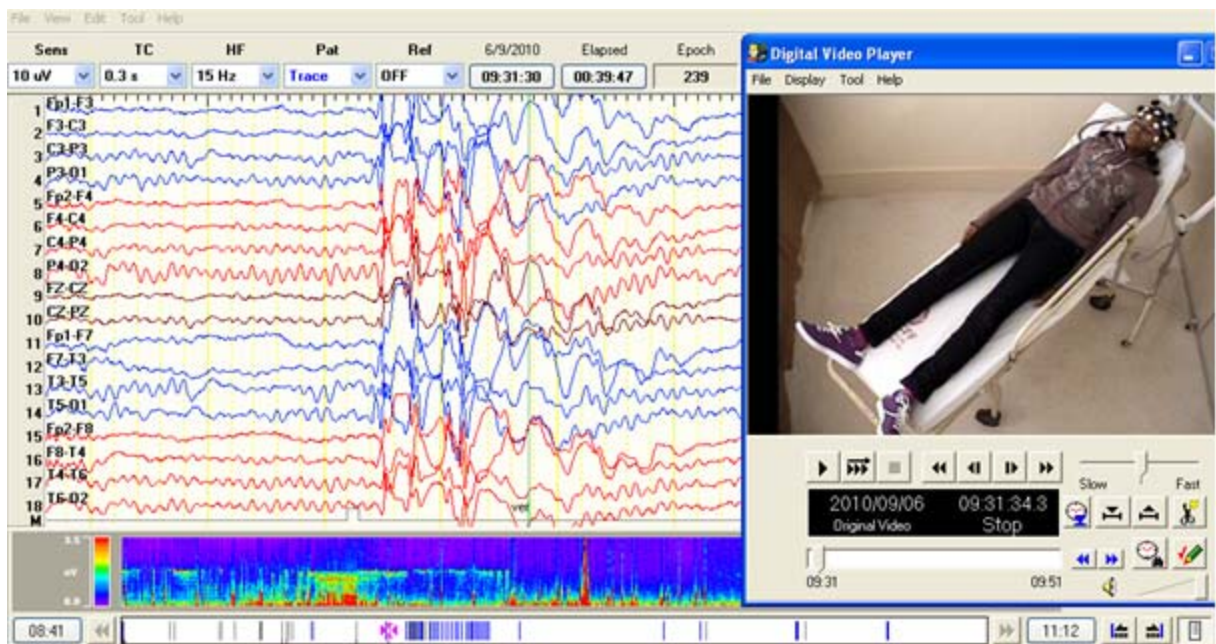 File View Edit Tool Help
Sens TC HF Pat Ref 6/9/2010 Elapsed Epoch
10 uV 0.3 s 15 Hz Trace OFF 09:31:30 00:39:47 239
1 Fp1-F3
2 F3-C3
3 C3-P3
4 P3-O1
5 Fp2-F4
6 F4-C4
7 C4-P4
8 P4-O2
9 FZ-CZ
10 CZ-PZ
11 Fp1-F7
12 F7-T3
13 T3-T5
14 T5-O1
15 Fp2-F8
16 F8-T4
17 T4-T6
18 T6-O2
M
3.5
uV
0.0
08:41
11:12
Digital Video Player
File Display Tool Help
Slow Fast
2010/09/06 09:31:34.3
Original Video Stop
09:31 09:51